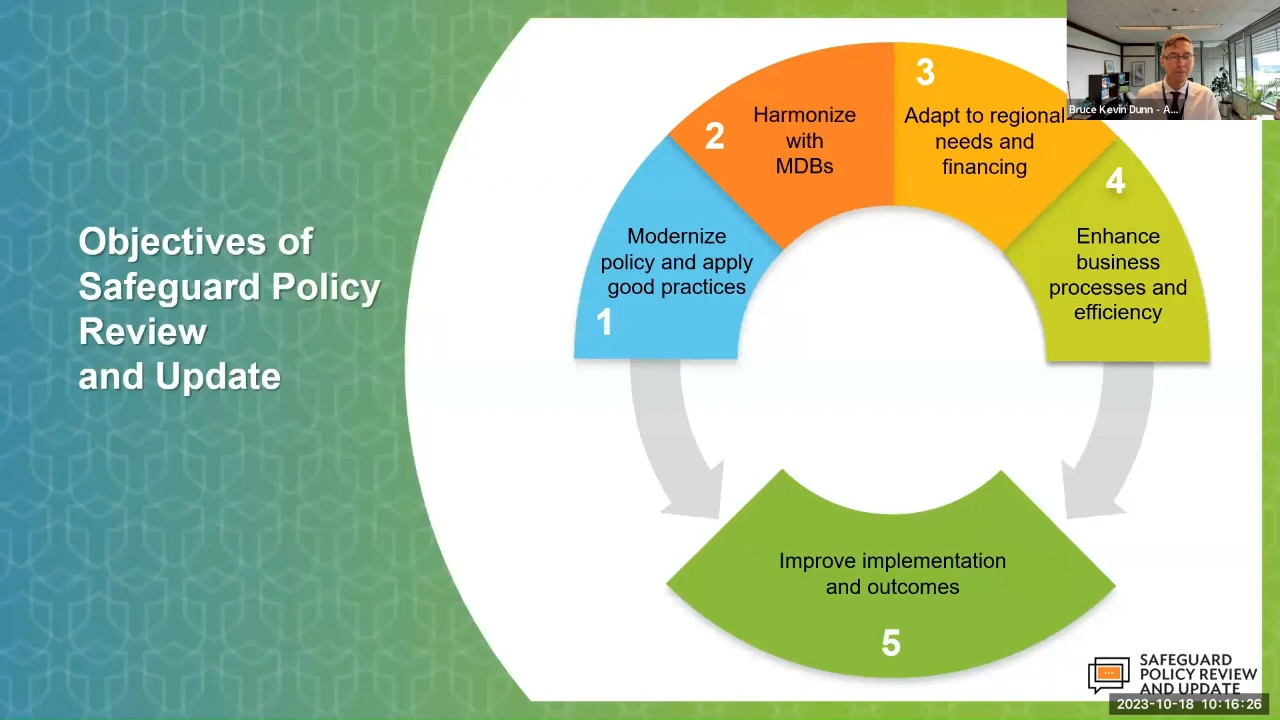 Objectives of
Safeguard Policy
Review
and Update
1
Modernize
policy and apply
good practices
2
Harmonize
with
MDBs
3
Adapt to regional
needs and
financing
4
Enhance
business
processes and
efficiency
Improve implementation
and outcomes
5
Bruce Kevin Dunn - A...
SAFEGUARD
POLICY REVIEW
AND UPDATE
2023-10-18 10:16:26